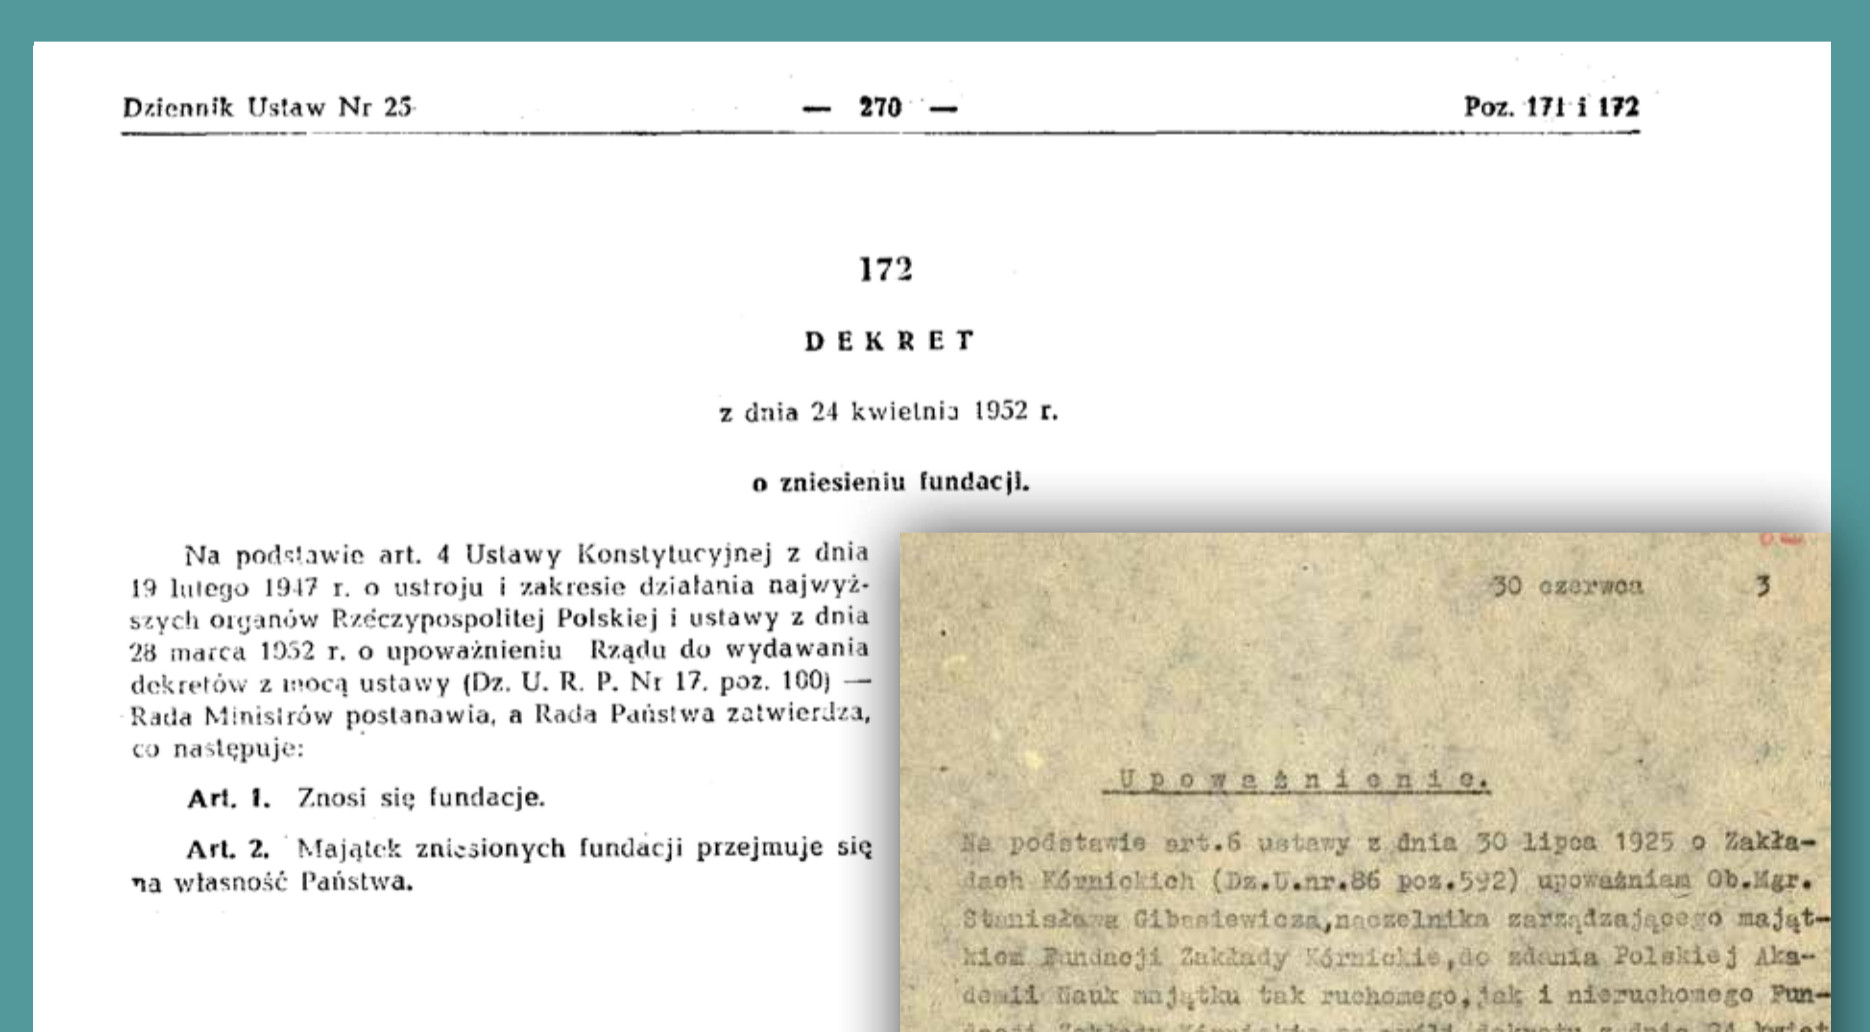 Dziennik Ustaw Nr 25 — 270 — Poz. 171 i 172
172
DEKRET
z dnia 24 kwietnia 1952 r.
o zniesieniu fundacji.
Na podstawie art. 4 Ustawy Konstytucyjnej z dnia
19 lutego 1947 r. o ustroju i zakresie działania najwyż-
szych organów Rzeczypospolitej Polskiej i ustawy z dnia
28 marca 1952 r. o upoważnieniu Rządu do wydawania
dekretów z mocą ustawy (Dz. U. R. P. Nr 17. poz. 100) —
Rada Ministrów postanawia, a Rada Państwa zatwierdza,
co następuje:
Art. 1. Znosi się fundacje.
Art. 2. Majątek zniesionych fundacji przejmuje się
na własność Państwa.
30 czerwca 3
Upoważnienie.
Na podstawie art.6 ustawy z dnia 30 lipca 1925 o Zakła-
dach Kórnickich (Dz.U.nr.86 poz.592) upoważniam Ob.Mgr.
Stanisława Gibasiewicza,naczelnika zarządzającego mająt-
kiem Fundacji Zakłady Kórnickie,do zdania Polskiej Aka-
demii Nauk majątku tak ruchomego,jak i nieruchomego Fun-